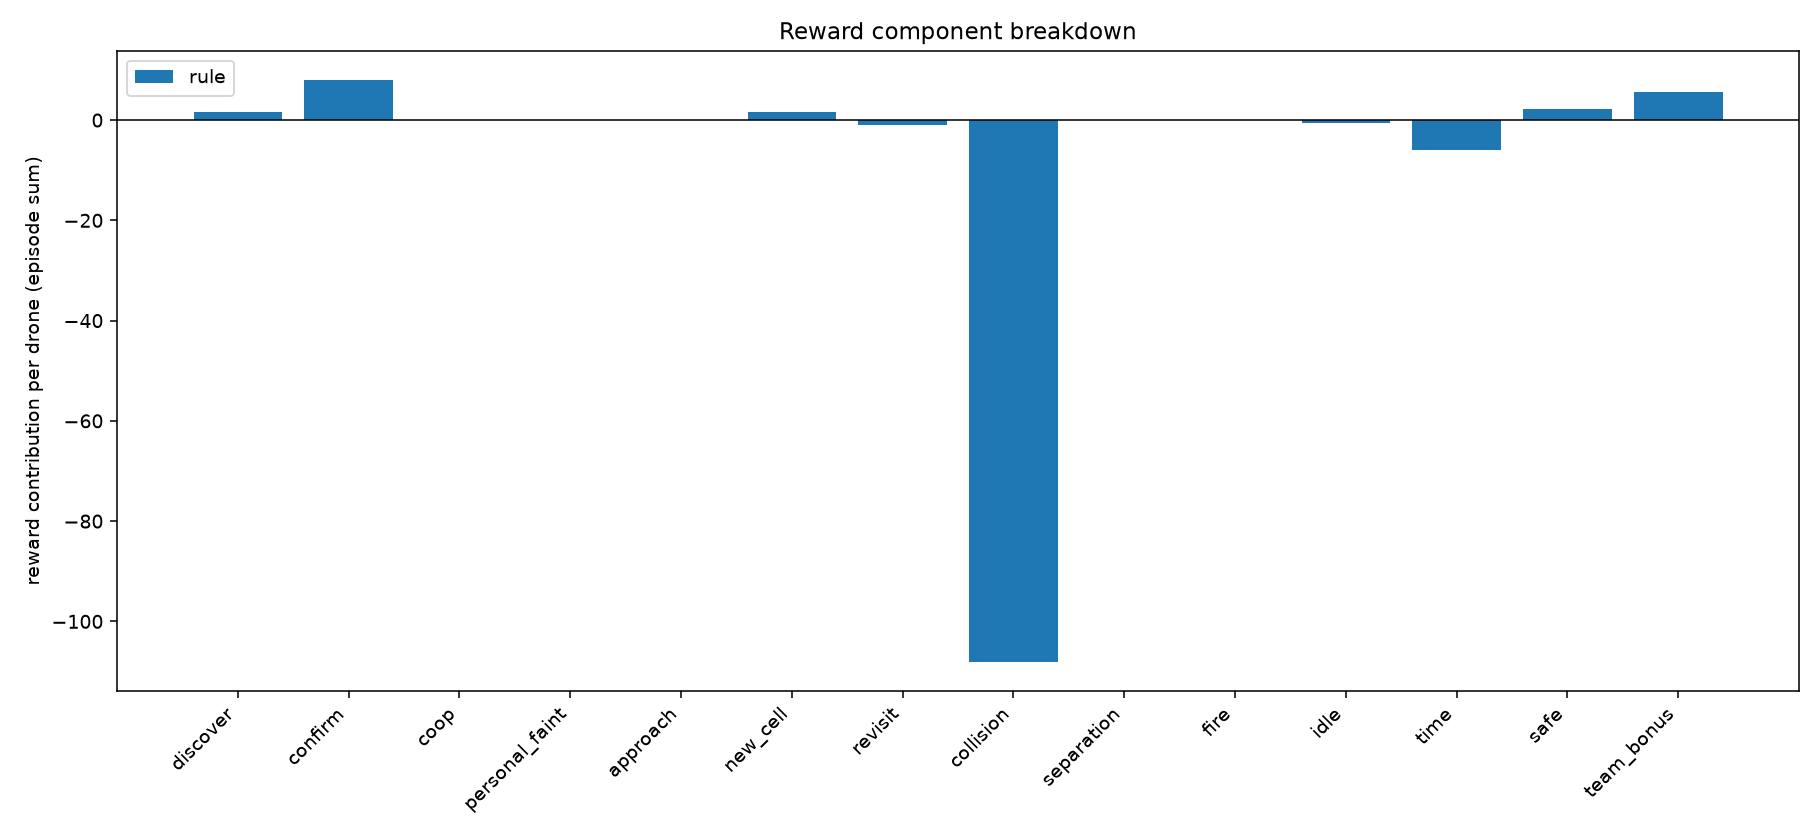 Reward component breakdown
rule
reward contribution per drone (episode sum)
0
−20
−40
−60
−80
−100
discover
confirm
coop
personal_faint
approach
new_cell
revisit
collision
separation
fire
idle
time
safe
team_bonus